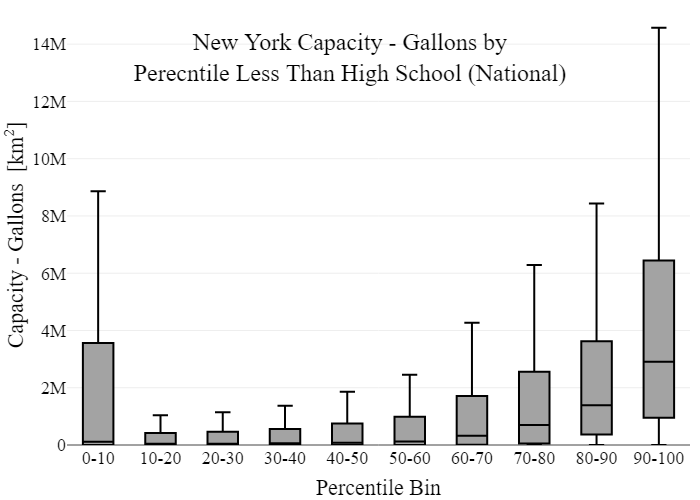 New York Capacity - Gallons by
Perecntile Less Than High School (National)
Capacity - Gallons [km²]
14M
12M
10M
8M
6M
4M
2M
0
0-10 10-20 20-30 30-40 40-50 50-60 60-70 70-80 80-90 90-100
Percentile Bin